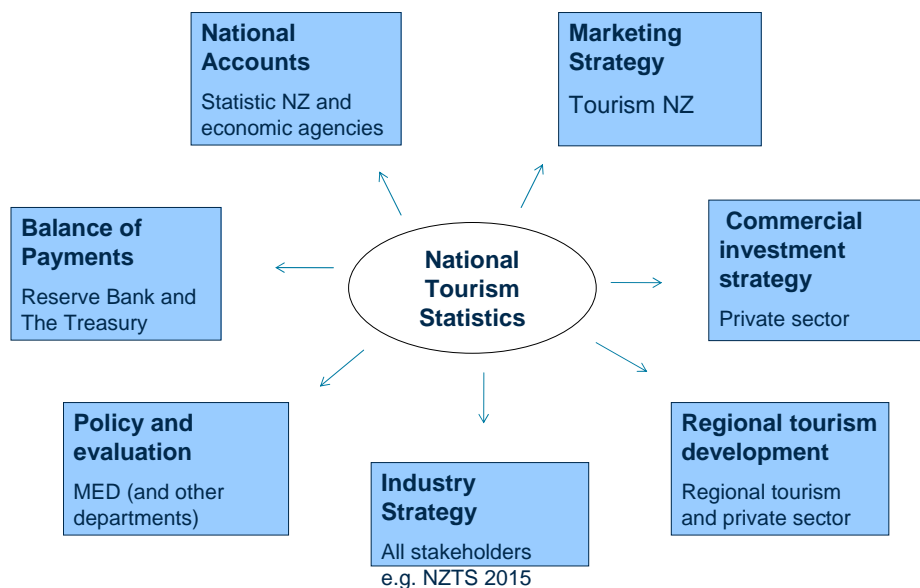 National
Accounts
Statistic NZ and
economic agencies
Marketing
Strategy
Tourism NZ
Balance of
Payments
Reserve Bank and
The Treasury
National
Tourism
Statistics
Commercial
investment
strategy
Private sector
Policy and
evaluation
MED (and other
departments)
Industry
Strategy
All stakeholders
e.g. NZTS 2015
Regional tourism
development
Regional tourism
and private sector